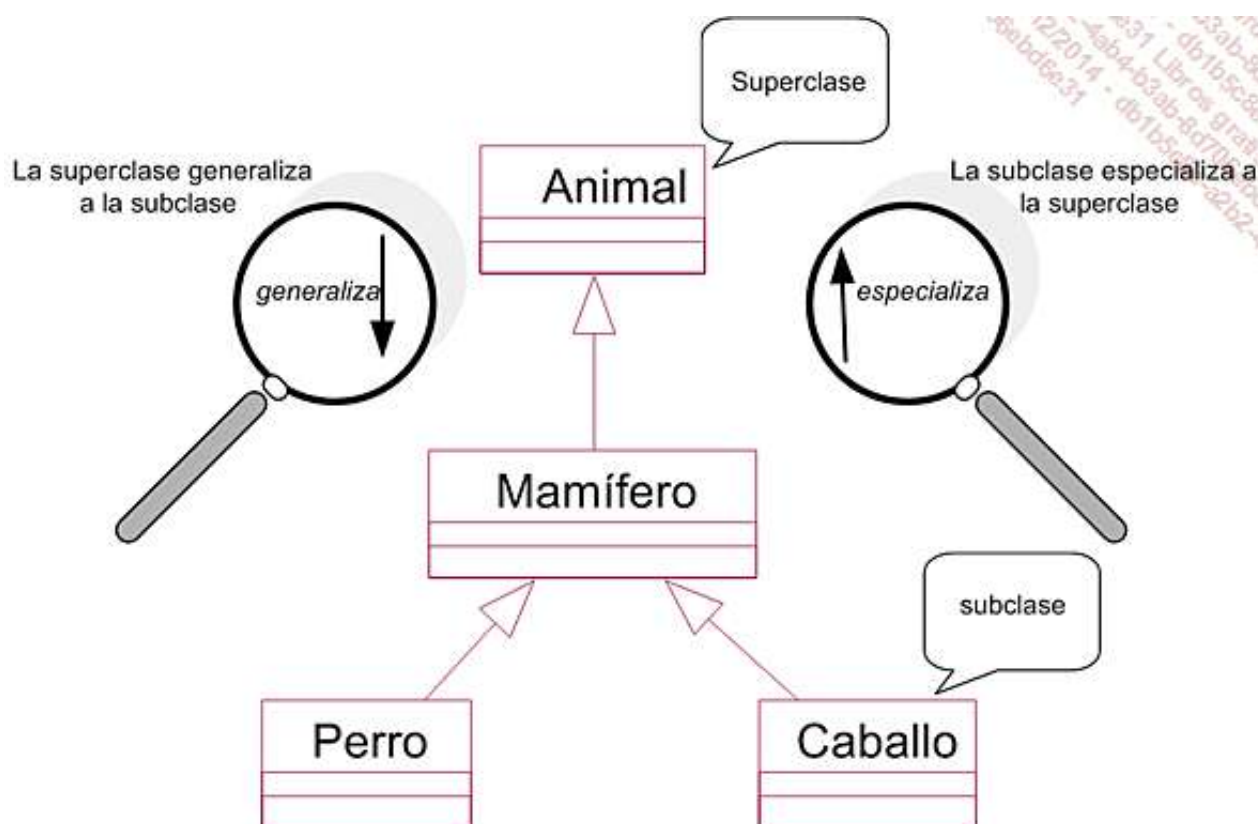 Superclase
La superclase generaliza
a la subclase
Animal
La subclase especializa a
la superclase
generaliza
especializa
Mamífero
subclase
Perro
Caballo